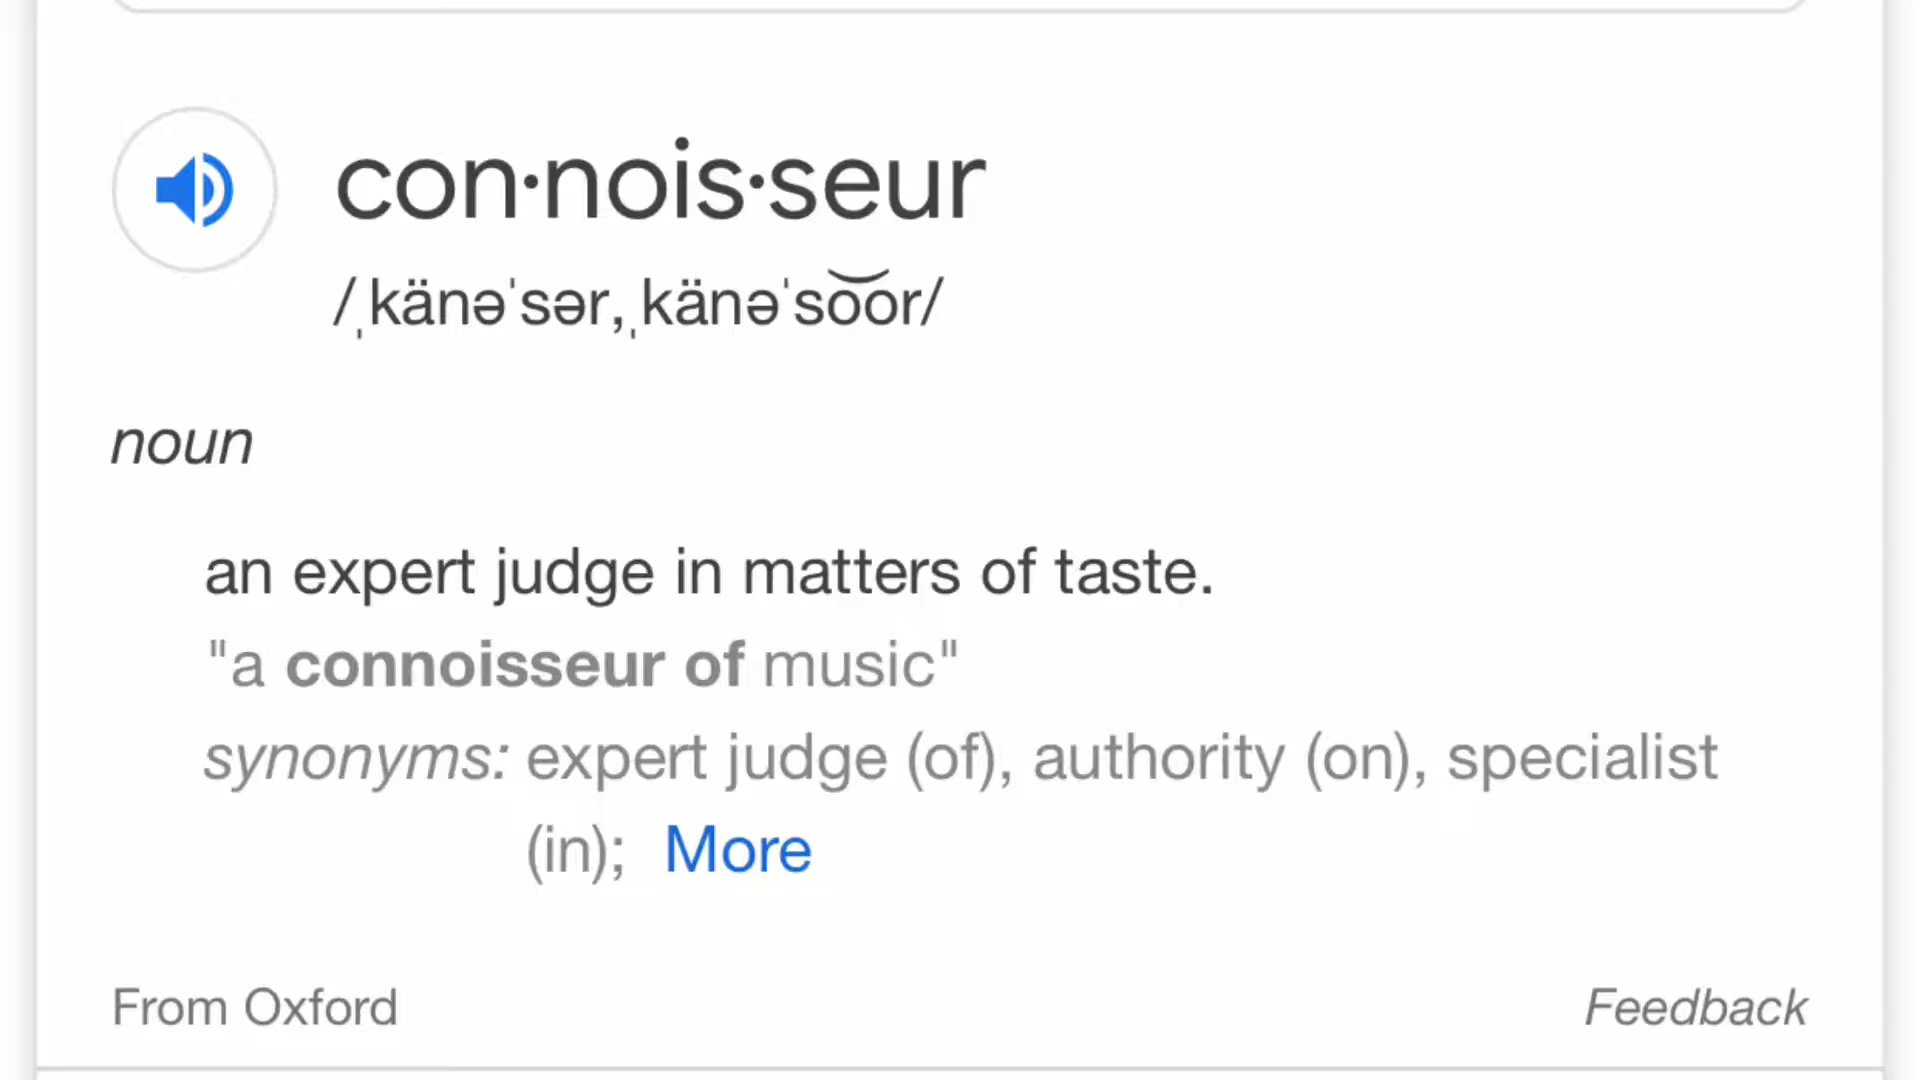 con·nois·seur
/ˌkänəˈsər,ˌkänəˈso͝or/
noun
an expert judge in matters of taste.
"a connoisseur of music"
synonyms: expert judge (of), authority (on), specialist
(in); More
From Oxford
Feedback